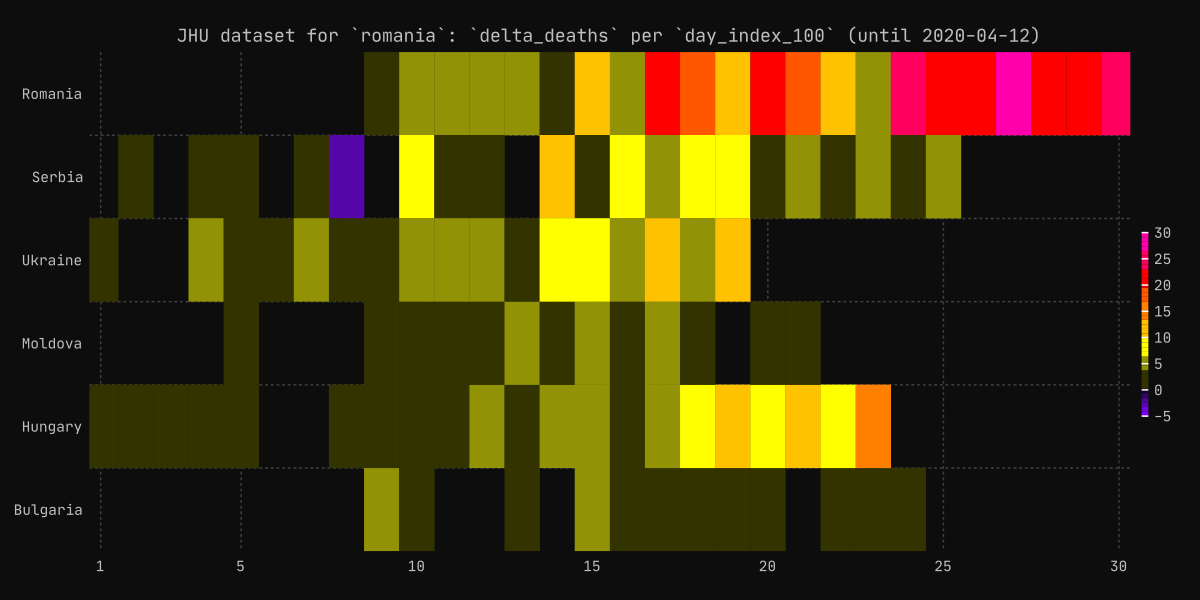 JHU dataset for `romania`: `delta_deaths` per `day_index_100` (until 2020-04-12)
Romania
Serbia
Ukraine
Moldova
Hungary
Bulgaria
1 5 10 15 20 25 30
30
25
20
15
10
5
0
-5